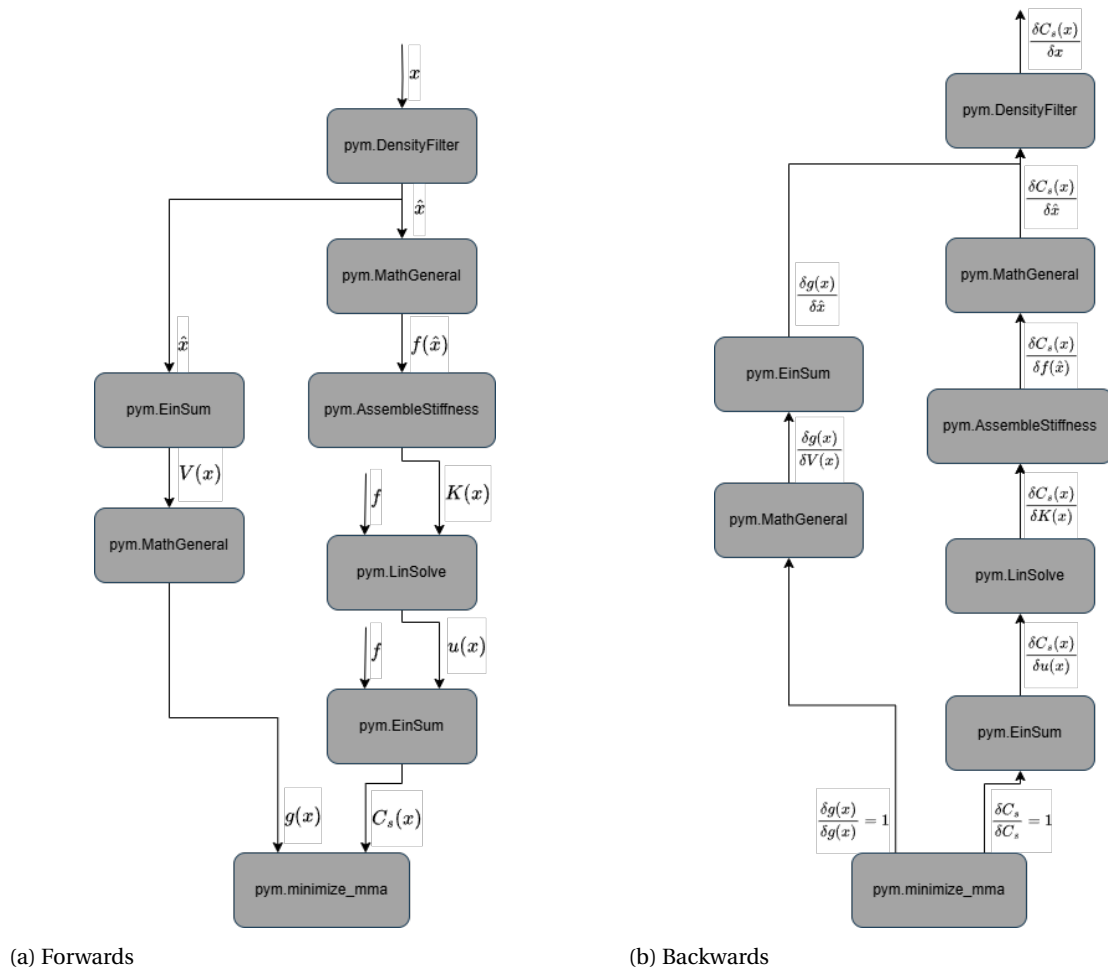 x
pym.DensityFilter
x̂
pym.MathGeneral
f(x̂)
x̂
pym.EinSum
pym.AssembleStiffness
V(x)
f
K(x)
pym.MathGeneral
pym.LinSolve
f
u(x)
pym.EinSum
g(x)
C_s(x)
pym.minimize_mma
(a) Forwards
δC_s(x)
δx
pym.DensityFilter
δC_s(x)
δx̂
pym.MathGeneral
δg(x)
δx̂
δC_s(x)
δf(x̂)
pym.EinSum
pym.AssembleStiffness
δg(x)
δV(x)
δC_s(x)
δK(x)
pym.MathGeneral
pym.LinSolve
δC_s(x)
δu(x)
pym.EinSum
δg(x)
δg(x) = 1
δC_s
δC_s = 1
pym.minimize_mma
(b) Backwards